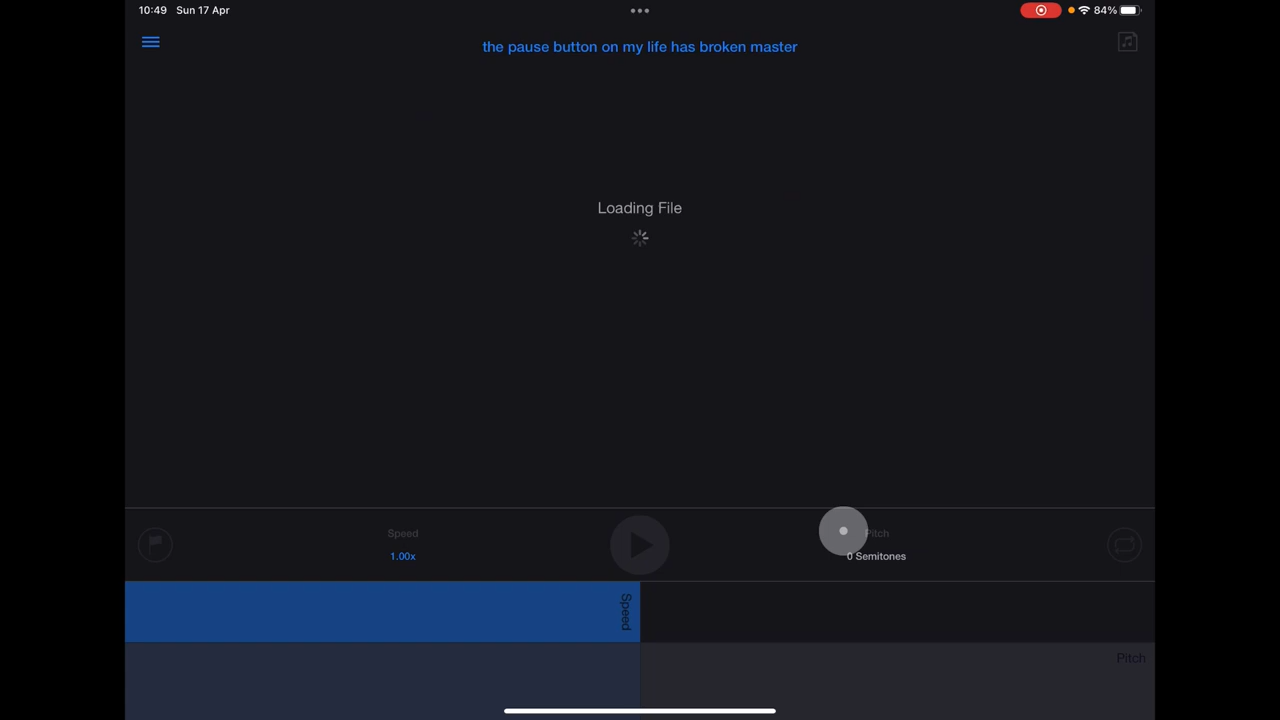 10:49 Sun 17 Apr
84%
the pause button on my life has broken master
Loading File
Speed
Pitch
1.00x
0 Semitones
Speed
Pitch